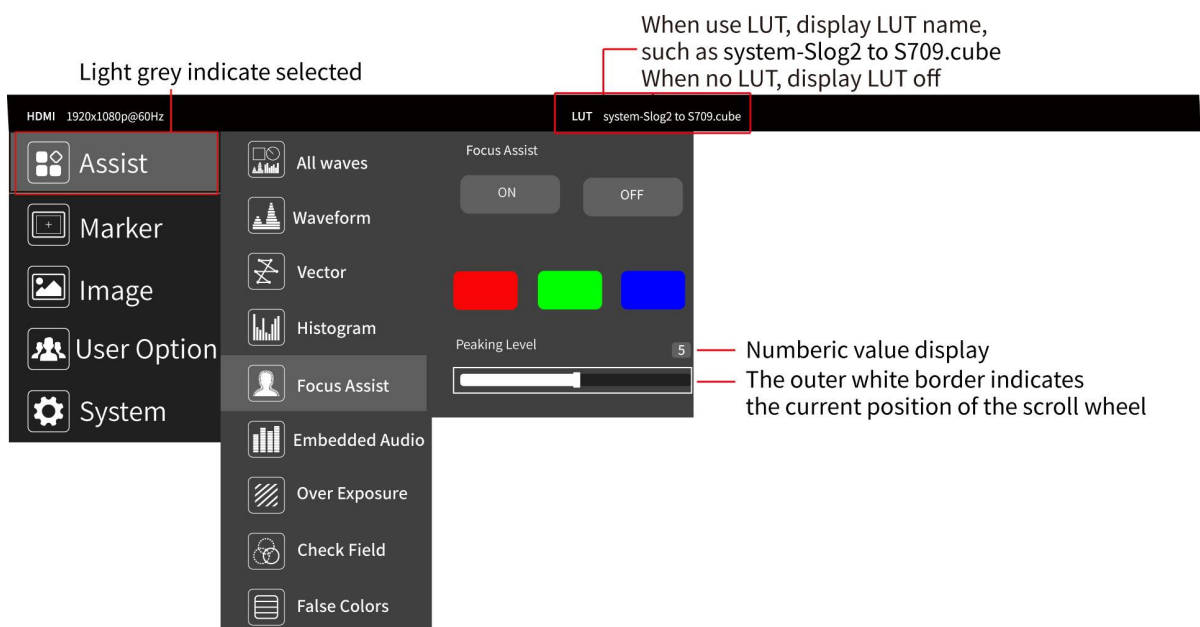 When use LUT, display LUT name,
such as system-Slog2 to S709.cube
When no LUT, display LUT off
Light grey indicate selected
HDMI 1920x1080p@60Hz
LUT system-Slog2 to S709.cube
Assist
Marker
Image
User Option
System
All waves
Waveform
Vector
Histogram
Focus Assist
Embedded Audio
Over Exposure
Check Field
False Colors
Focus Assist
ON OFF
Peaking Level 5
Numberic value display
The outer white border indicates
the current position of the scroll wheel